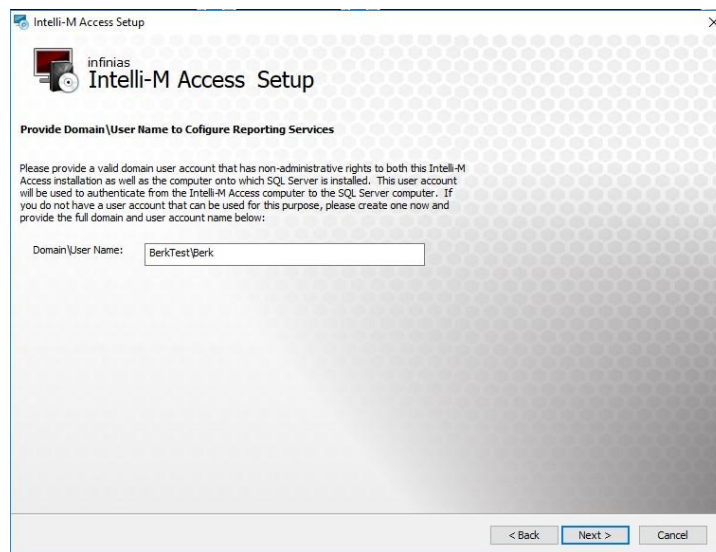 Intelli-M Access Setup
infinias
Intelli-M Access Setup
Provide Domain\User Name to Cofigure Reporting Services
Please provide a valid domain user account that has non-administrative rights to both this Intelli-M
Access installation as well as the computer onto which SQL Server is installed. This user account
will be used to authenticate from the Intelli-M Access computer to the SQL Server computer. If
you do not have a user account that can be used for this purpose, please create one now and
provide the full domain and user account name below:
Domain\User Name: BerkTest\Berk
< Back Next > Cancel